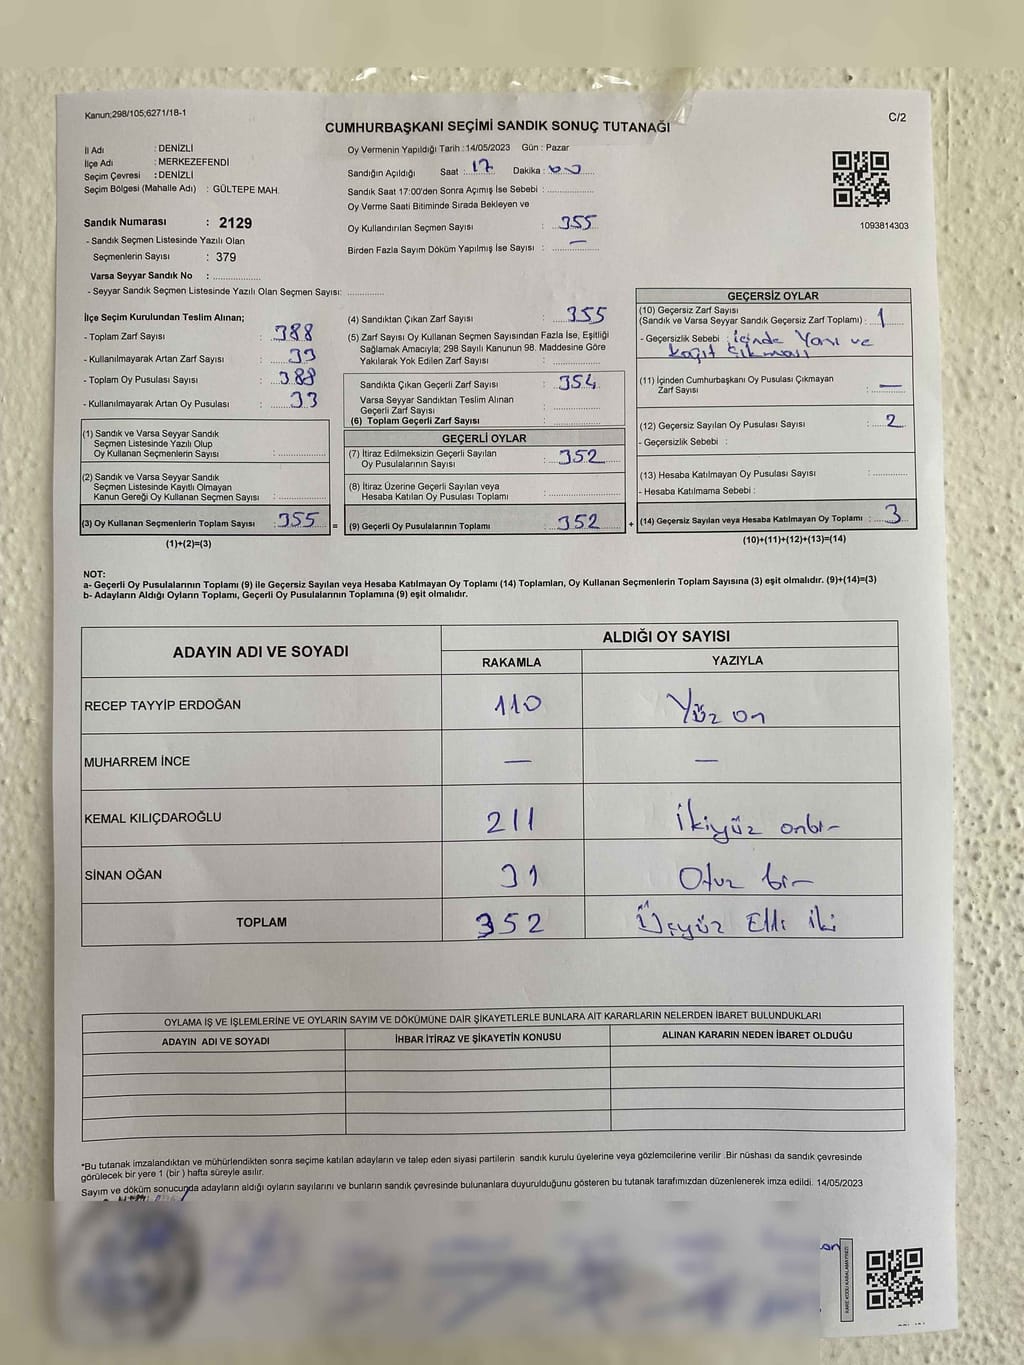 Kanun;298/105;6271/18-1
C/2
CUMHURBAŞKANI SEÇİMİ SANDIK SONUÇ TUTANAĞI
İl Adı : DENİZLİ
İlçe Adı : MERKEZEFENDİ
Seçim Çevresi : DENİZLİ
Seçim Bölgesi (Mahalle Adı) : GÜLTEPE MAH.
Sandık Numarası : 2129
- Sandık Seçmen Listesinde Yazılı Olan
Seçmenlerin Sayısı : 379
Varsa Seyyar Sandık No : ..............
- Seyyar Sandık Seçmen Listesinde Yazılı Olan Seçmen Sayısı: ............
Oy Vermenin Yapıldığı Tarih : 14/05/2023 Gün : Pazar
Sandığın Açıldığı Saat : 17 Dakika : 00
Sandık Saat 17:00'den Sonra Açımış İse Sebebi : ..............
Oy Verme Saati Bitiminde Sırada Bekleyen ve
Oy Kullandırılan Seçmen Sayısı : 355
Birden Fazla Sayım Döküm Yapılmış İse Sayısı : —
1093814303
İlçe Seçim Kurulundan Teslim Alınan;
- Toplam Zarf Sayısı : 388
- Kullanılmayarak Artan Zarf Sayısı : 33
- Toplam Oy Pusulası Sayısı : 388
- Kullanılmayarak Artan Oy Pusulası : 33
(1) Sandık ve Varsa Seyyar Sandık
Seçmen Listesinde Yazılı Olup
Oy Kullanan Seçmenlerin Sayısı : ..............
(2) Sandık ve Varsa Seyyar Sandık
Seçmen Listesinde Kayıtlı Olmayan
Kanun Gereği Oy Kullanan Seçmen Sayısı : ..............
(3) Oy Kullanan Seçmenlerin Toplam Sayısı : 355 =
(1)+(2)=(3)
(4) Sandıktan Çıkan Zarf Sayısı : 355
(5) Zarf Sayısı Oy Kullanan Seçmen Sayısından Fazla İse, Eşitliği
Sağlamak Amacıyla; 298 Sayılı Kanunun 98. Maddesine Göre
Yakılarak Yok Edilen Zarf Sayısı : ..............
Sandıkta Çıkan Geçerli Zarf Sayısı : 354
Varsa Seyyar Sandıktan Teslim Alınan
Geçerli Zarf Sayısı : ..............
(6) Toplam Geçerli Zarf Sayısı : ..............
GEÇERLİ OYLAR
(7) İtiraz Edilmeksizin Geçerli Sayılan
Oy Pusulalarının Sayısı : 352
(8) İtiraz Üzerine Geçerli Sayılan veya
Hesaba Katılan Oy Pusulası Toplamı : ..............
(9) Geçerli Oy Pusulalarının Toplamı : 352 +
GEÇERSİZ OYLAR
(10) Geçersiz Zarf Sayısı
(Sandık ve Varsa Seyyar Sandık Geçersiz Zarf Toplamı) : 1
- Geçersizlik Sebebi : içinde Yazı ve
kağıt çıkması
(11) İçinden Cumhurbaşkanı Oy Pusulası Çıkmayan
Zarf Sayısı : —
(12) Geçersiz Sayılan Oy Pusulası Sayısı : 2
- Geçersizlik Sebebi :
(13) Hesaba Katılmayan Oy Pusulası Sayısı : ..............
- Hesaba Katılmama Sebebi :
(14) Geçersiz Sayılan veya Hesaba Katılmayan Oy Toplamı : 3
(10)+(11)+(12)+(13)=(14)
NOT:
a- Geçerli Oy Pusulalarının Toplamı (9) ile Geçersiz Sayılan veya Hesaba Katılmayan Oy Toplamı (14) Toplamları, Oy Kullanan Seçmenlerin Toplam Sayısına (3) eşit olmalıdır. (9)+(14)=(3)
b- Adayların Aldığı Oyların Toplamı, Geçerli Oy Pusulalarının Toplamına (9) eşit olmalıdır.
ADAYIN ADI VE SOYADI
ALDIĞI OY SAYISI
RAKAMLA YAZIYLA
RECEP TAYYİP ERDOĞAN 110 Yüz on
MUHARREM İNCE — —
KEMAL KILIÇDAROĞLU 211 İkiyüz onbir
SİNAN OĞAN 31 Otuz bir
TOPLAM 352 Üçyüz Elli iki
OYLAMA İŞ VE İŞLEMLERİNE VE OYLARIN SAYIM VE DÖKÜMÜNE DAİR ŞİKAYETLERLE BUNLARA AİT KARARLARIN NELERDEN İBARET BULUNDUKLARI
ADAYIN ADI VE SOYADI İHBAR İTİRAZ VE ŞİKAYETİN KONUSU ALINAN KARARIN NEDEN İBARET OLDUĞU
*Bu tutanak imzalandıktan ve mühürlendikten sonra seçime katılan adayların ve talep eden siyasi partilerin sandık kurulu üyelerine veya gözlemcilerine verilir .Bir nüshası da sandık çevresinde
görülecek bir yere 1 (bir ) hafta süreyle asılır.
Sayım ve döküm sonucunda adayların aldığı oyların sayılarını ve bunların sandık çevresinde bulunanlara duyurulduğunu gösteren bu tutanak tarafımızdan düzenlenerek imza edildi. 14/05/2023